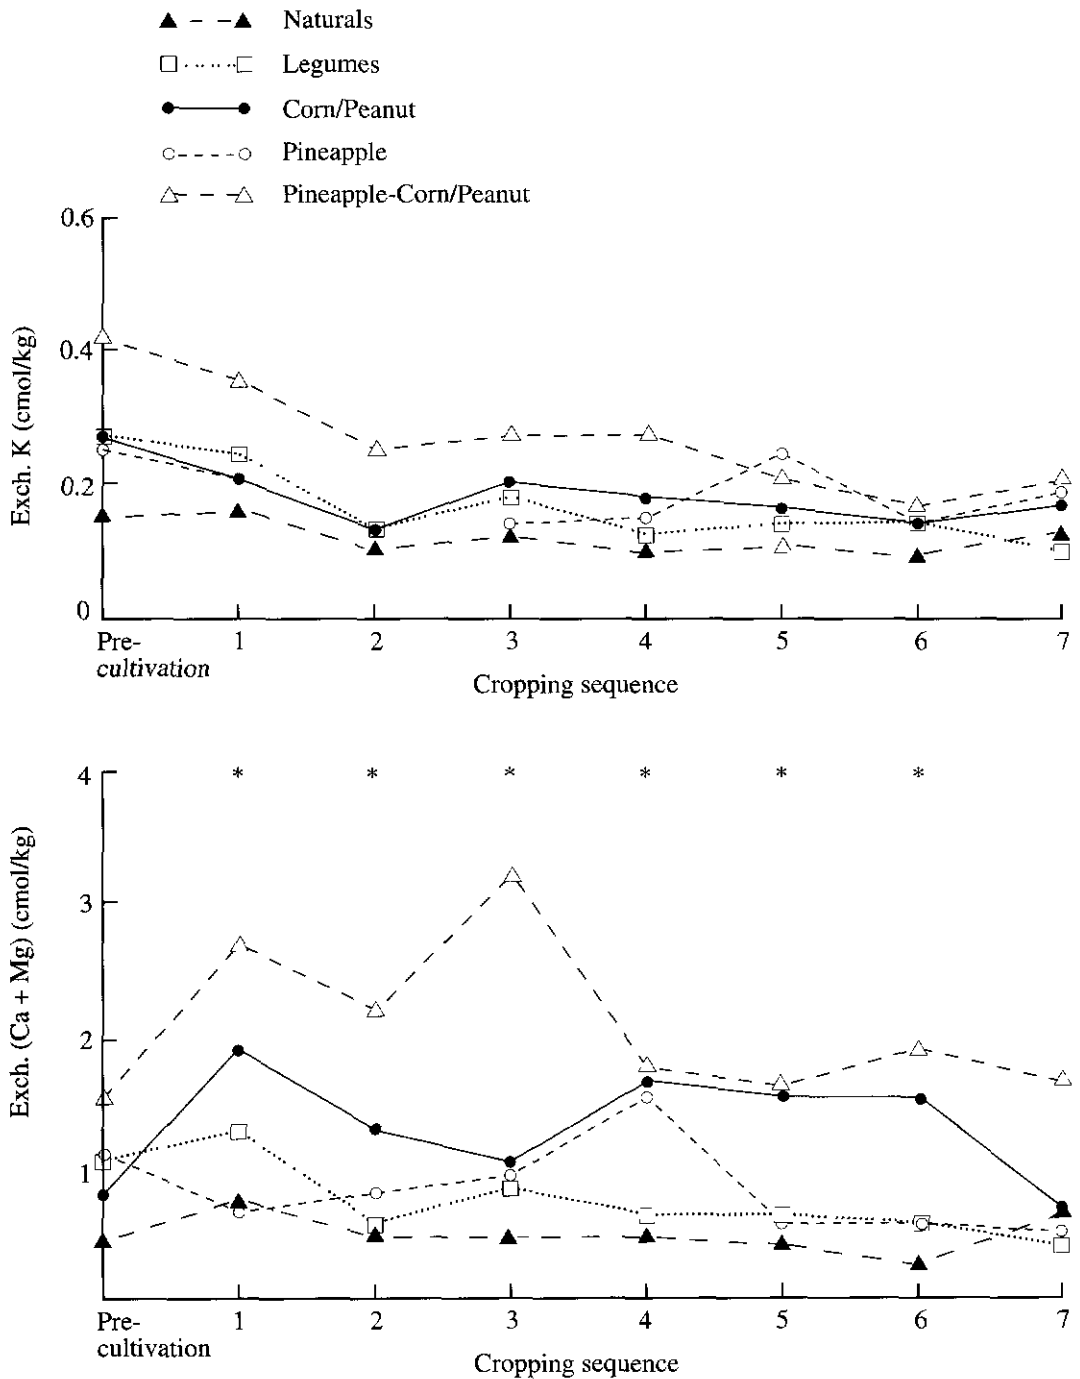 Naturals
Legumes
Corn/Peanut
Pineapple
Pineapple-Corn/Peanut
0.6
0.4
0.2
0
Exch. K (cmol/kg)
Pre-
cultivation
1 2 3 4 5 6 7
Cropping sequence
4 * * * * * *
3
2
1
Exch. (Ca + Mg) (cmol/kg)
Pre-
cultivation
1 2 3 4 5 6 7
Cropping sequence